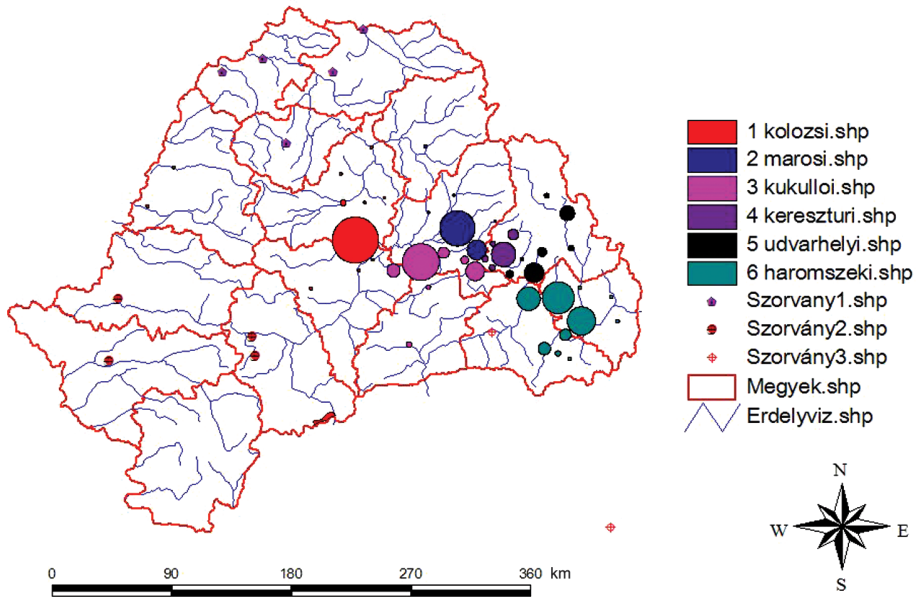 1 kolozsi.shp
2 marosi.shp
3 kukulloi.shp
4 kereszturi.shp
5 udvarhelyi.shp
6 haromszeki.shp
Szorvany1.shp
Szorvány2.shp
Szorvány3.shp
Megyek.shp
Erdelyviz.shp
N
W E
S
0 90 180 270 360 km